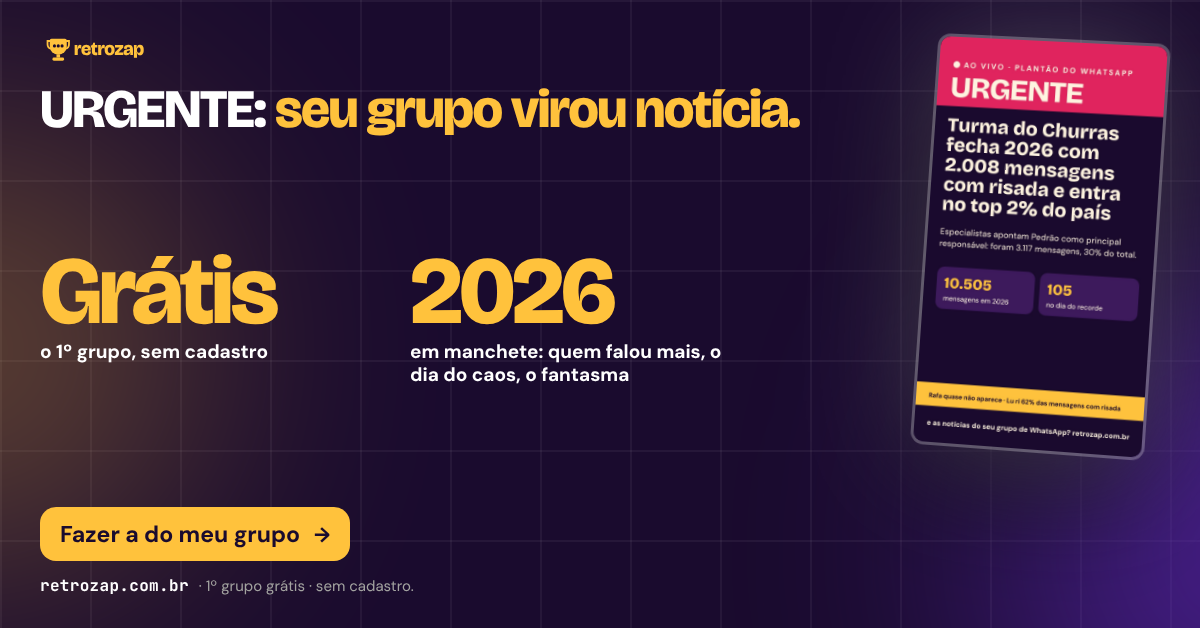 retrozap
URGENTE: seu grupo virou notícia.
Grátis
o 1º grupo, sem cadastro
2026
em manchete: quem falou mais, o
dia do caos, o fantasma
Fazer a do meu grupo →
retrozap.com.br · 1º grupo grátis · sem cadastro.
AO VIVO · PLANTÃO DO WHATSAPP
URGENTE
Turma do Churras
fecha 2026 com
2.008 mensagens
com risada e entra
no top 2% do país
Especialistas apontam Pedrão como principal
responsável: foram 3.117 mensagens, 30% do total.
10.505
mensagens em 2026
105
no dia do recorde
Rafa quase não aparece · Lu ri 62% das mensagens com risada
e as notícias do seu grupo de WhatsApp? retrozap.com.br